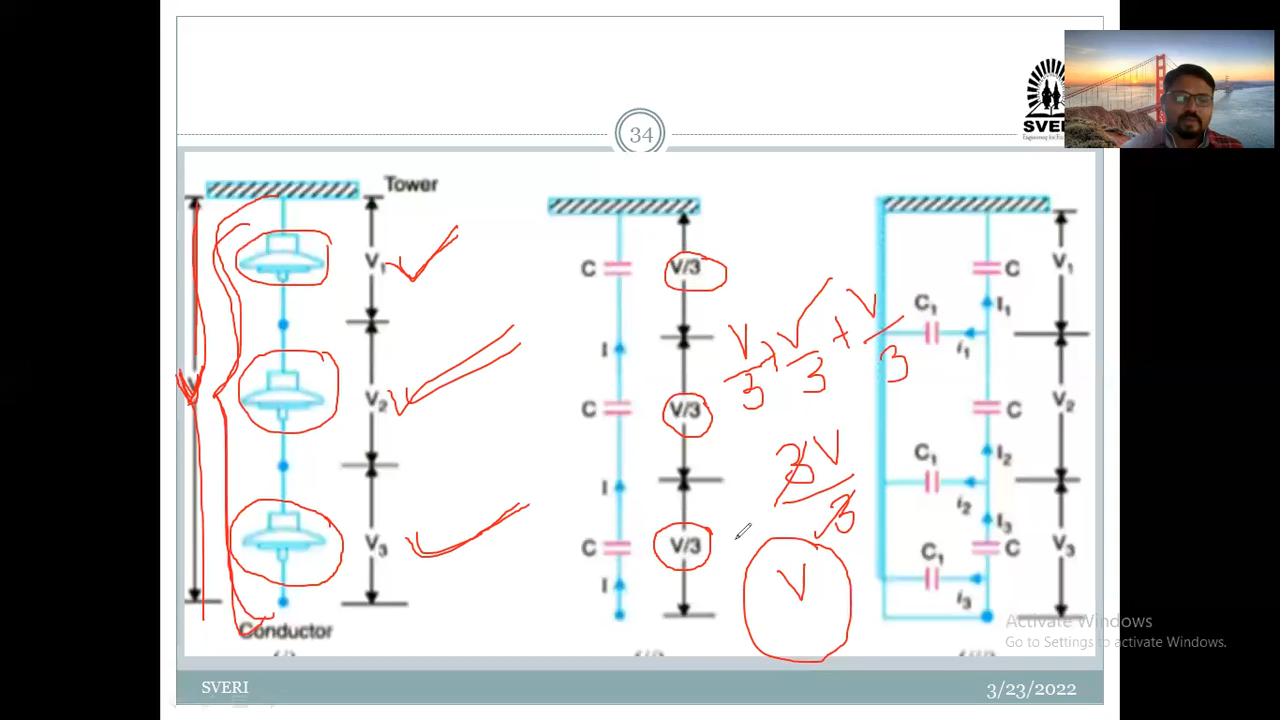 34
SVERI
Tower
V₁
V₂
V₃
V
Conductor
C
V/3
I
C
V/3
I
C
V/3
I
V/3 + V/3 + V/3
3V/3
V
C
V₁
C₁
I₁
i₁
C
V₂
C₁
I₂
i₂
I₃
C
V₃
C₁
i₃
Activate Windows
Go to Settings to activate Windows.
SVERI
3/23/2022